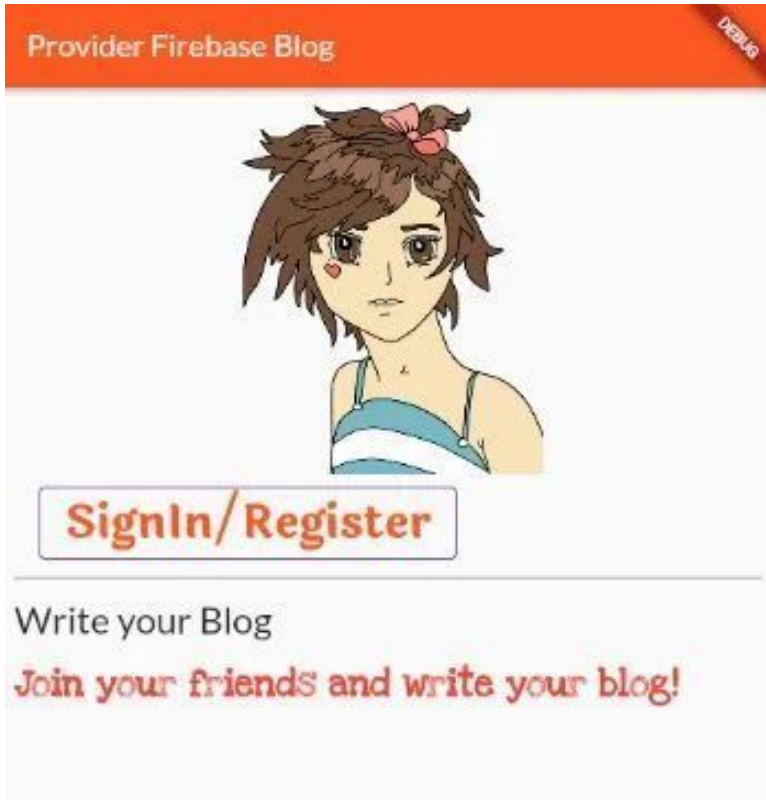 Provider Firebase Blog
DEBUG
SignIn/Register
Write your Blog
Join your friends and write your blog!